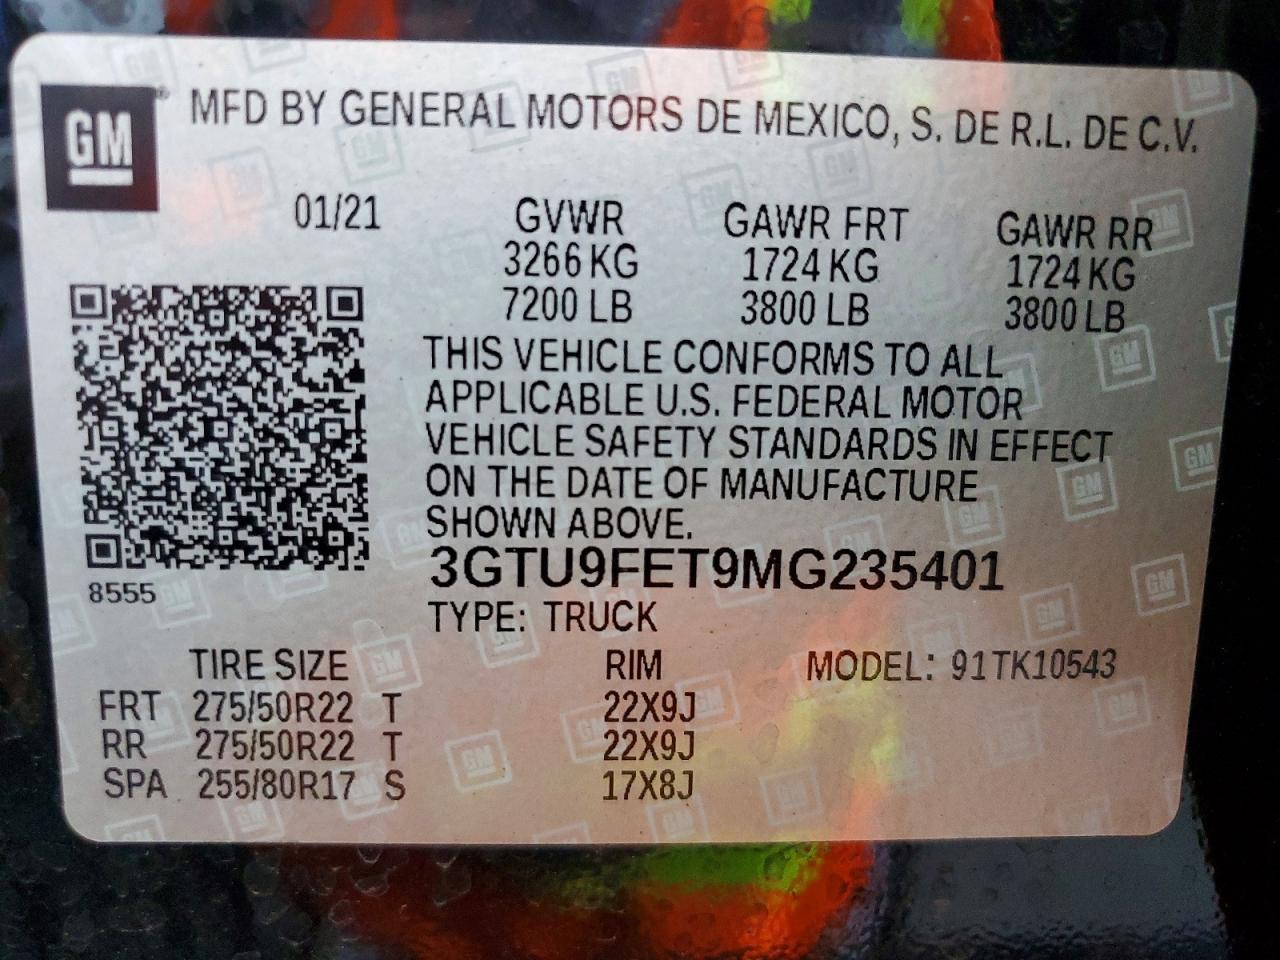 GM® MFD BY GENERAL MOTORS DE MEXICO, S. DE R.L. DE C.V.
01/21 GVWR GAWR FRT GAWR RR
3266 KG 1724 KG 1724 KG
7200 LB 3800 LB 3800 LB
THIS VEHICLE CONFORMS TO ALL
APPLICABLE U.S. FEDERAL MOTOR
VEHICLE SAFETY STANDARDS IN EFFECT
ON THE DATE OF MANUFACTURE
SHOWN ABOVE.
3GTU9FET9MG235401
8555
TYPE: TRUCK
TIRE SIZE RIM MODEL: 91TK10543
FRT 275/50R22 T 22X9J
RR 275/50R22 T 22X9J
SPA 255/80R17 S 17X8J